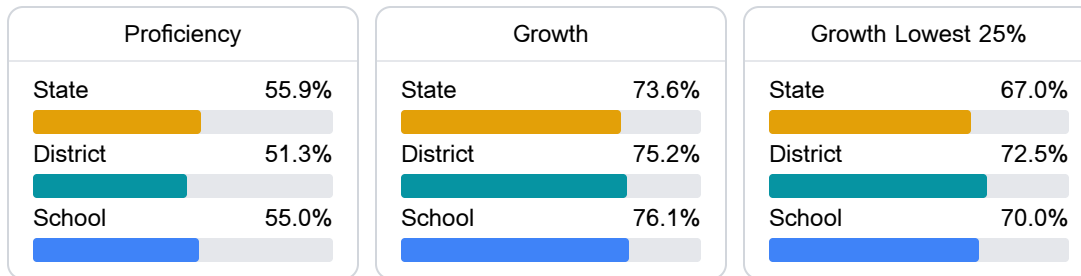 Proficiency
State 55.9%
District 51.3%
School 55.0%
Growth
State 73.6%
District 75.2%
School 76.1%
Growth Lowest 25%
State 67.0%
District 72.5%
School 70.0%